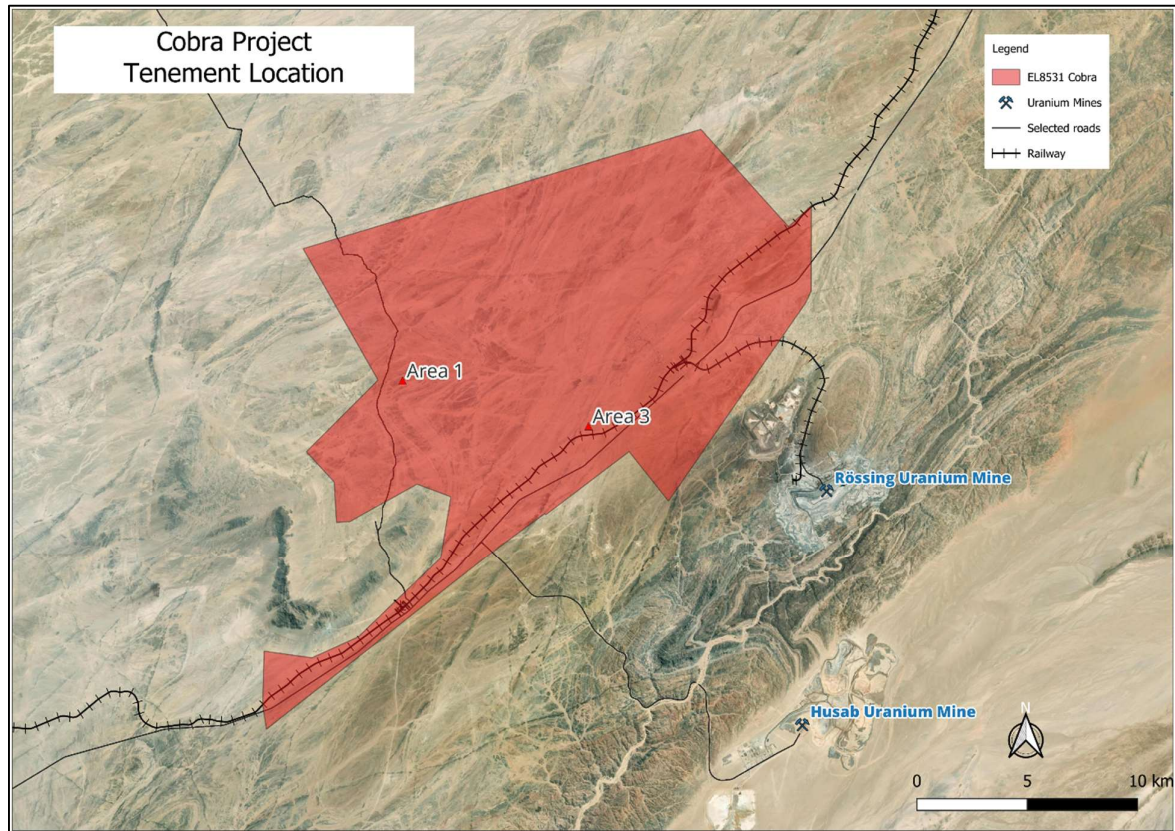 Cobra Project
Tenement Location
Legend
EL8531 Cobra
Uranium Mines
Selected roads
Railway
Area 1
Area 3
Rössing Uranium Mine
Husab Uranium Mine
N
0 5 10 km